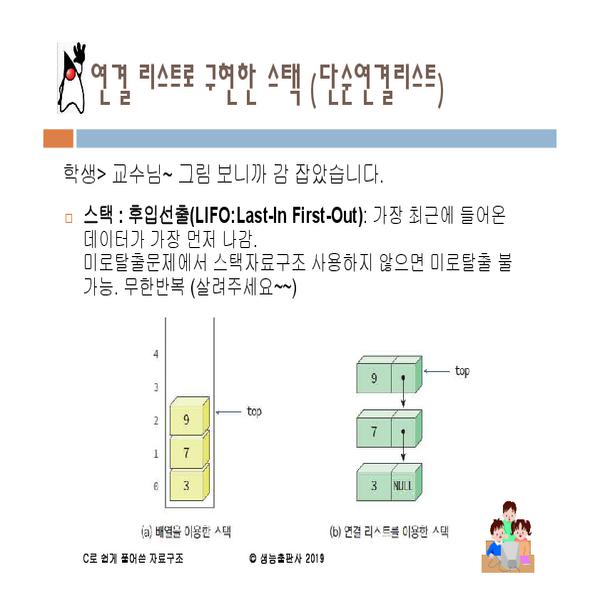 연결 리스트로 구현한 스택 (단순연결리스트)
학생> 교수님~ 그림 보니까 감 잡았습니다.
스택 : 후입선출(LIFO:Last-In First-Out): 가장 최근에 들어온
데이터가 가장 먼저 나감.
미로탈출문제에서 스택자료구조 사용하지 않으면 미로탈출 불
가능. 무한반복 (살려주세요~~)
4
3
2
1
0
9
7
3
top
9
7
3 NULL
top
(a) 배열을 이용한 스택
(b) 연결 리스트를 이용한 스택
C로 쉽게 풀어쓴 자료구조
© 생능출판사 2019